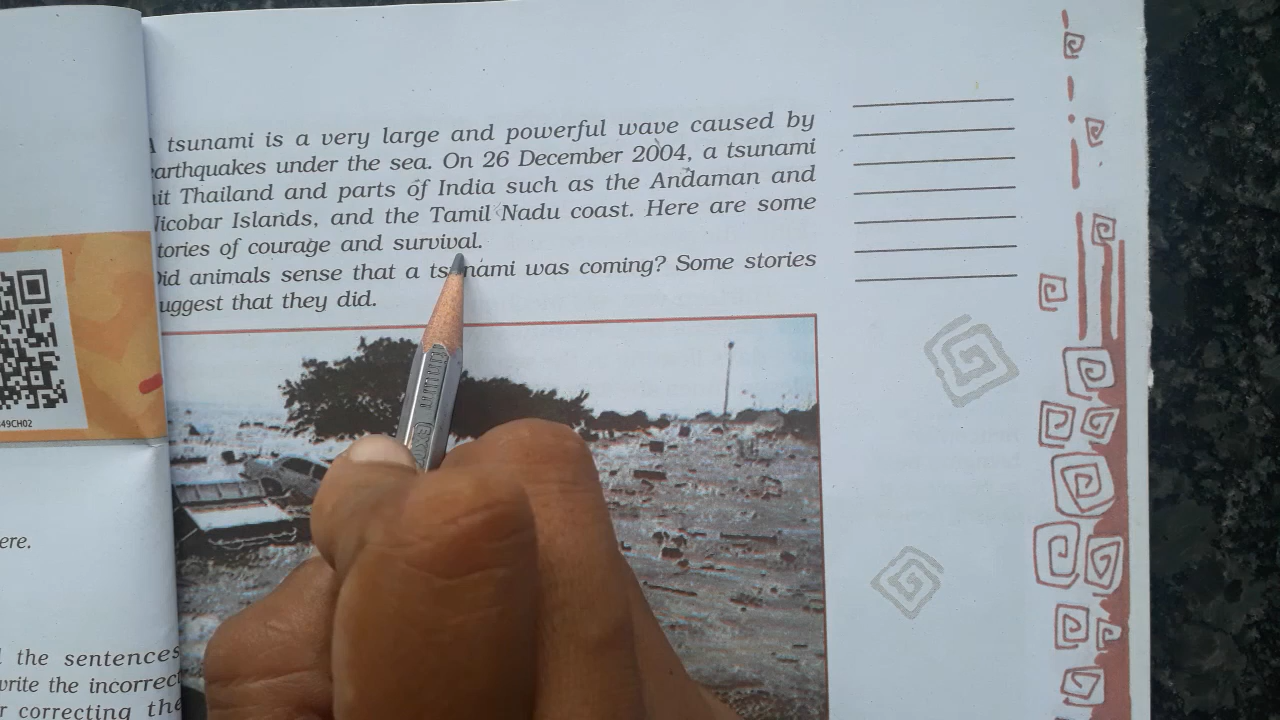 tsunami is a very large and powerful wave caused by
earthquakes under the sea. On 26 December 2004, a tsunami
hit Thailand and parts of India such as the Andaman and
Nicobar Islands, and the Tamil Nadu coast. Here are some
stories of courage and survival.
Did animals sense that a tsunami was coming? Some stories
suggest that they did.
49CH02
ere.
the sentences
write the incorrect
r correcting the